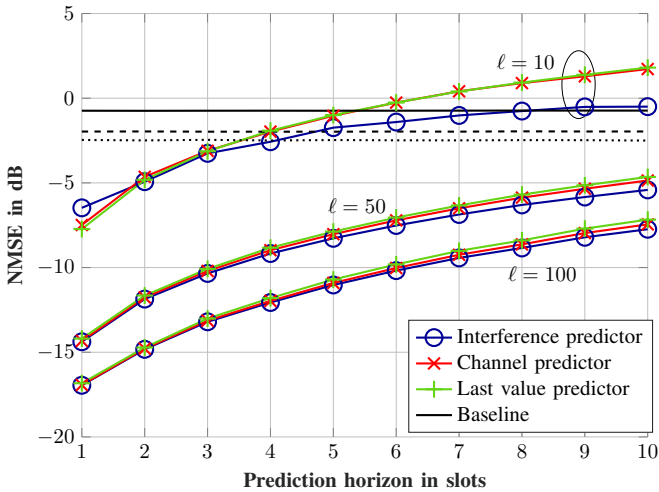 5
0
−5
−10
−15
−20
NMSE in dB
ℓ = 10
ℓ = 50
ℓ = 100
Interference predictor
Channel predictor
Last value predictor
Baseline
1 2 3 4 5 6 7 8 9 10
Prediction horizon in slots